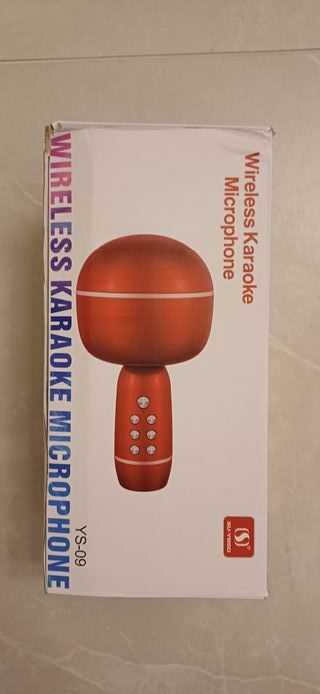 Wireless Karaoke
Microphone
WIRELESS KARAOKE MICROPHONE
YS-09
S
®
SU·YOSD